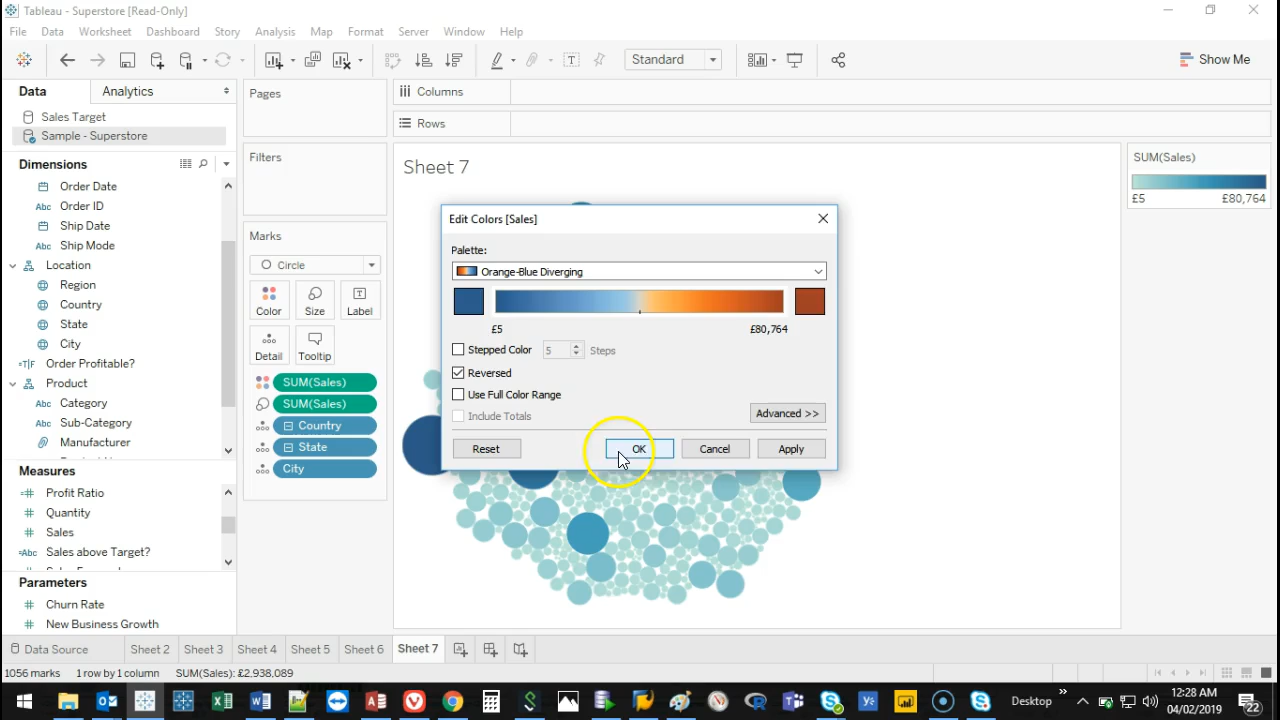 Tableau - Superstore [Read-Only]
File Data Worksheet Dashboard Story Analysis Map Format Server Window Help
Standard
Show Me
Data Analytics
Sales Target
Sample - Superstore
Dimensions
Order Date
Abc Order ID
Ship Date
Abc Ship Mode
Location
Region
Country
State
City
=T|F Order Profitable?
Product
Abc Category
Abc Sub-Category
Manufacturer
Measures
Profit Ratio
Quantity
Sales
=Abc Sales above Target?
Parameters
Churn Rate
New Business Growth
Pages
Filters
Marks
Circle
Color Size Label
Detail Tooltip
SUM(Sales)
SUM(Sales)
Country
State
City
Columns
Rows
Sheet 7
Edit Colors [Sales]
Palette:
Orange-Blue Diverging
£5 £80,764
Stepped Color 5 Steps
Reversed
Use Full Color Range
Include Totals
Advanced >>
Reset OK Cancel Apply
SUM(Sales)
£5 £80,764
Data Source Sheet 2 Sheet 3 Sheet 4 Sheet 5 Sheet 6 Sheet 7
1056 marks 1 row by 1 column SUM(Sales): £2,938,089
Desktop
12:28 AM
04/02/2019
22